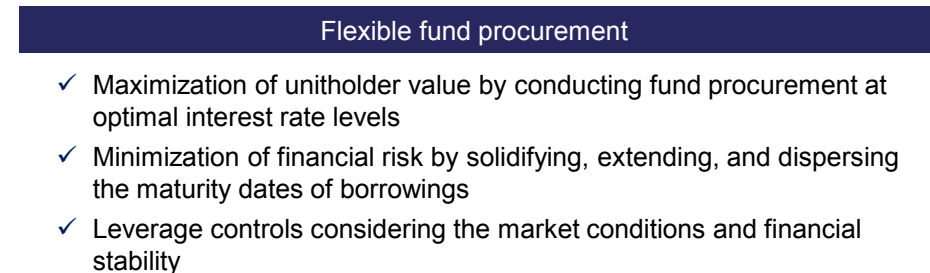 Flexible fund procurement
✓ Maximization of unitholder value by conducting fund procurement at
optimal interest rate levels
✓ Minimization of financial risk by solidifying, extending, and dispersing
the maturity dates of borrowings
✓ Leverage controls considering the market conditions and financial
stability